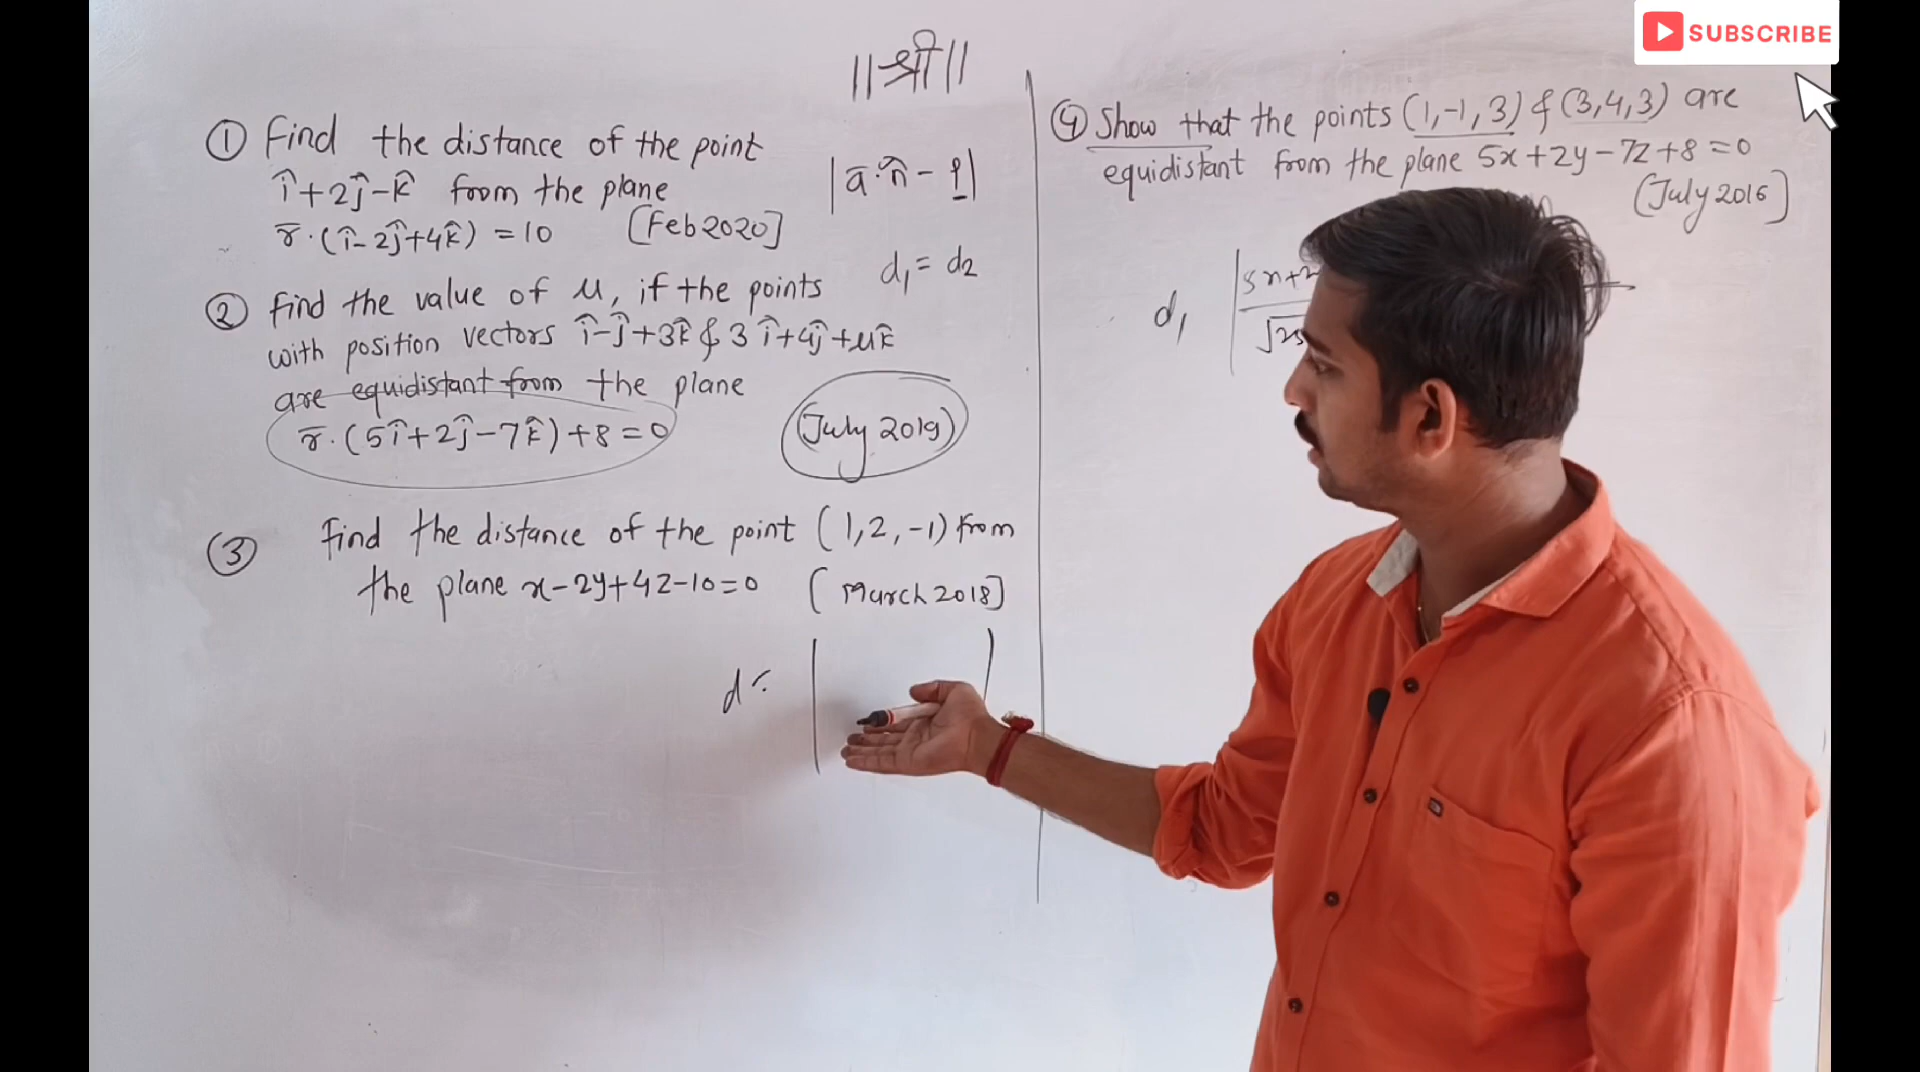 SUBSCRIBE
॥ श्री ॥
① Find the distance of the point
î+2ĵ-k̂ from the plane
r̄·(î-2ĵ+4k̂) = 10 [Feb 2020]
|ā·n̂ - p|
d₁ = d₂
② find the value of μ, if the points
with position vectors î-ĵ+3k̂ & 3î+4ĵ+μk̂
are equidistant from the plane
r̄·(5î+2ĵ-7k̂)+8=0 (July 2019)
③ find the distance of the point (1,2,-1) from
the plane x-2y+4z-10=0 [March 2018]
d =
④ Show that the points (1,-1,3) & (3,4,3) are
equidistant from the plane 5x+2y-7z+8=0
(July 2016]
d₁